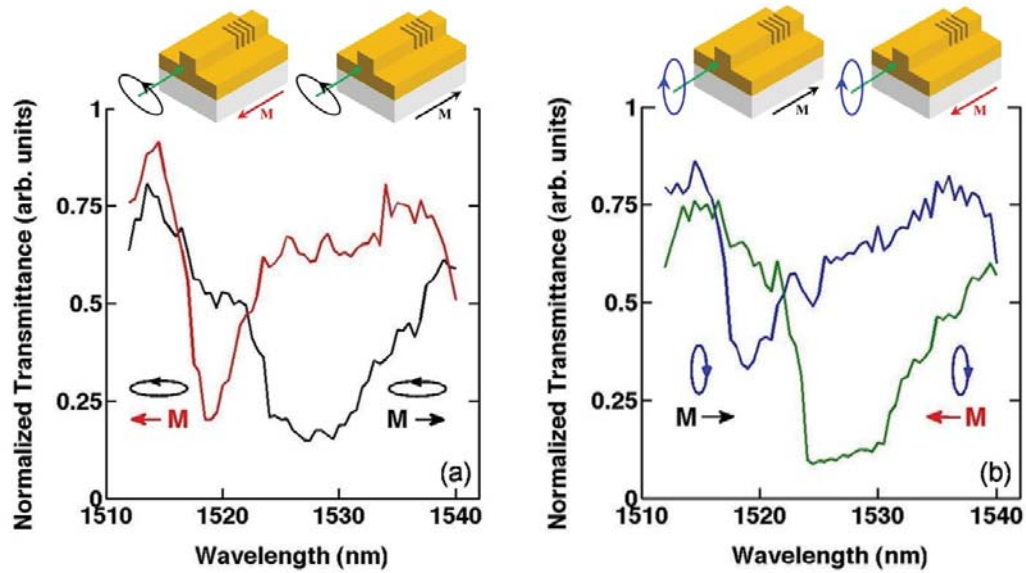 M
M
1
0.75
0.5
0.25
0
Normalized Transmittance (arb. units)
M
M
(a)
1510
1520
1530
1540
Wavelength (nm)
M
M
1
0.75
0.5
0.25
0
Normalized Transmittance (arb. units)
M
M
(b)
1510
1520
1530
1540
Wavelength (nm)